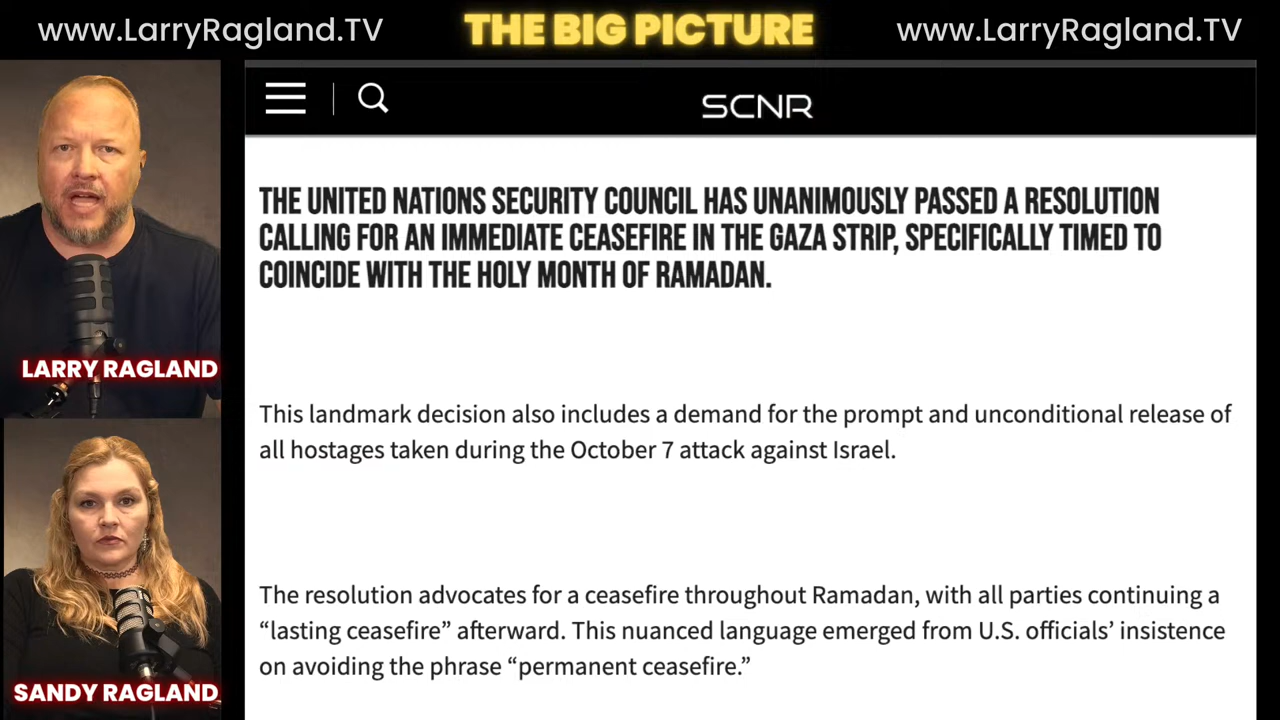 www.LarryRagland.TV
THE BIG PICTURE
www.LarryRagland.TV
SCNR
THE UNITED NATIONS SECURITY COUNCIL HAS UNANIMOUSLY PASSED A RESOLUTION
CALLING FOR AN IMMEDIATE CEASEFIRE IN THE GAZA STRIP, SPECIFICALLY TIMED TO
COINCIDE WITH THE HOLY MONTH OF RAMADAN.
This landmark decision also includes a demand for the prompt and unconditional release of
all hostages taken during the October 7 attack against Israel.
The resolution advocates for a ceasefire throughout Ramadan, with all parties continuing a
“lasting ceasefire” afterward. This nuanced language emerged from U.S. officials’ insistence
on avoiding the phrase “permanent ceasefire.”
LARRY RAGLAND
SANDY RAGLAND